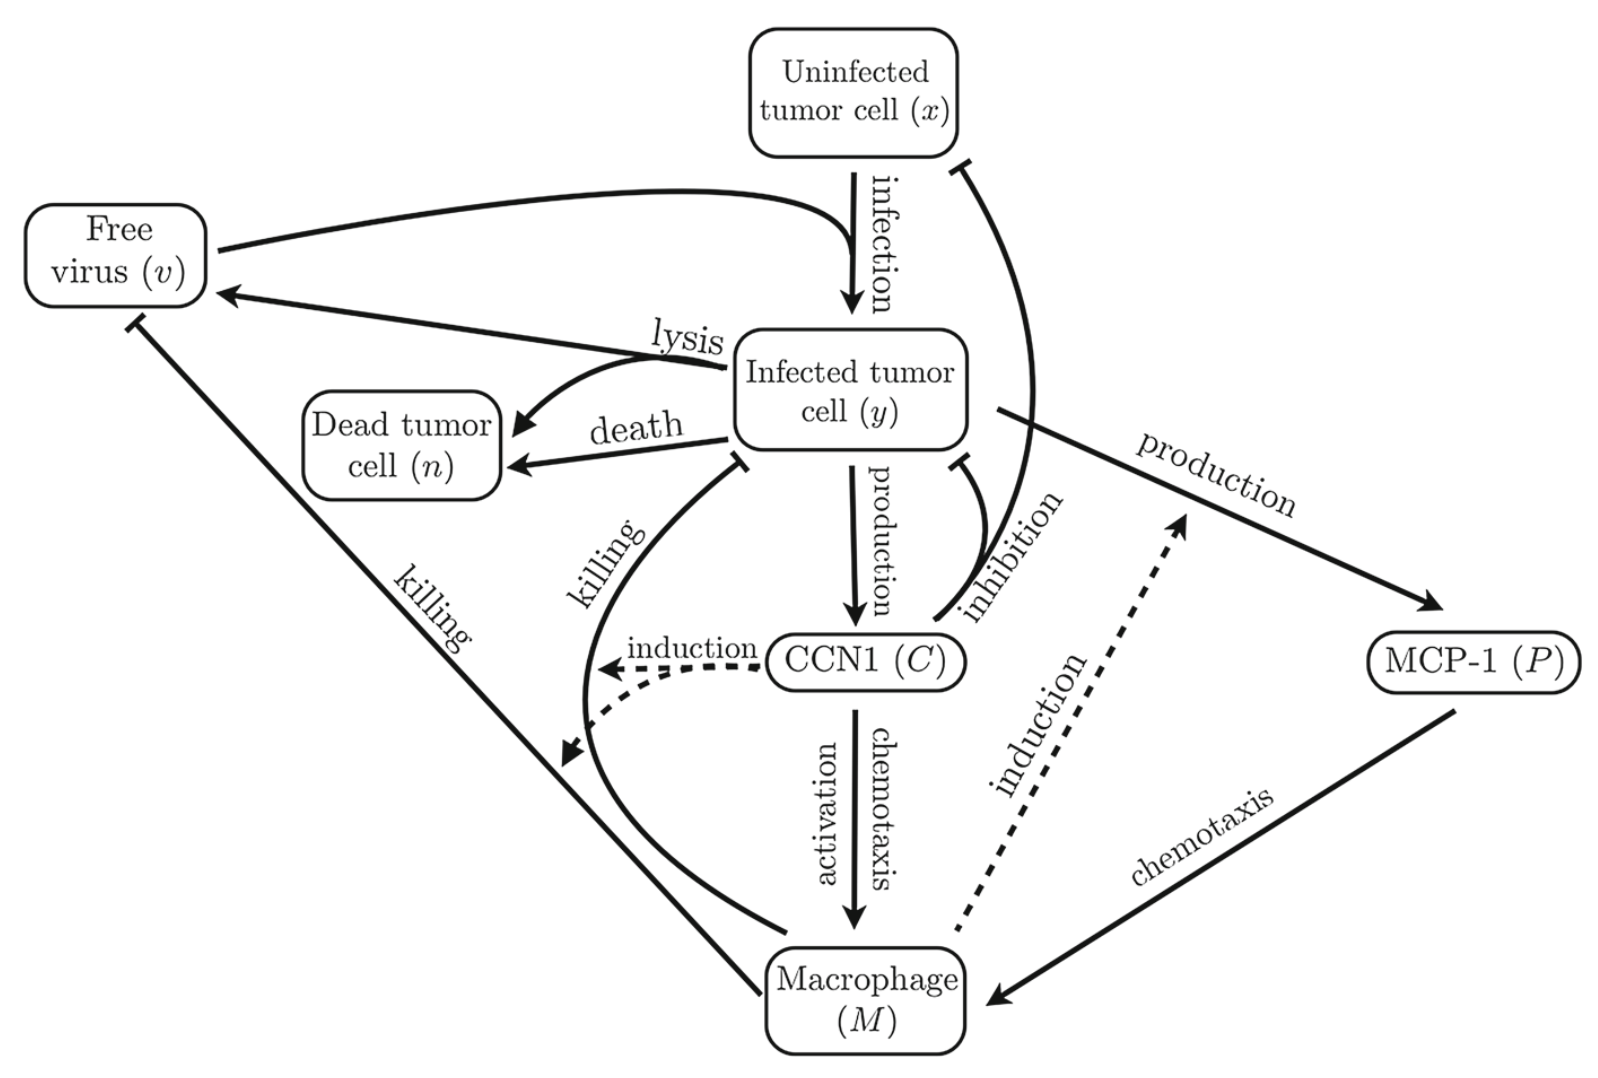 Uninfected
tumor cell (x)
infection
Free
virus (v)
lysis
Infected tumor
cell (y)
Dead tumor
cell (n)
death
production
production
killing
killing
inhibition
induction
CCN1 (C)
MCP-1 (P)
induction
activation
chemotaxis
chemotaxis
Macrophage
(M)